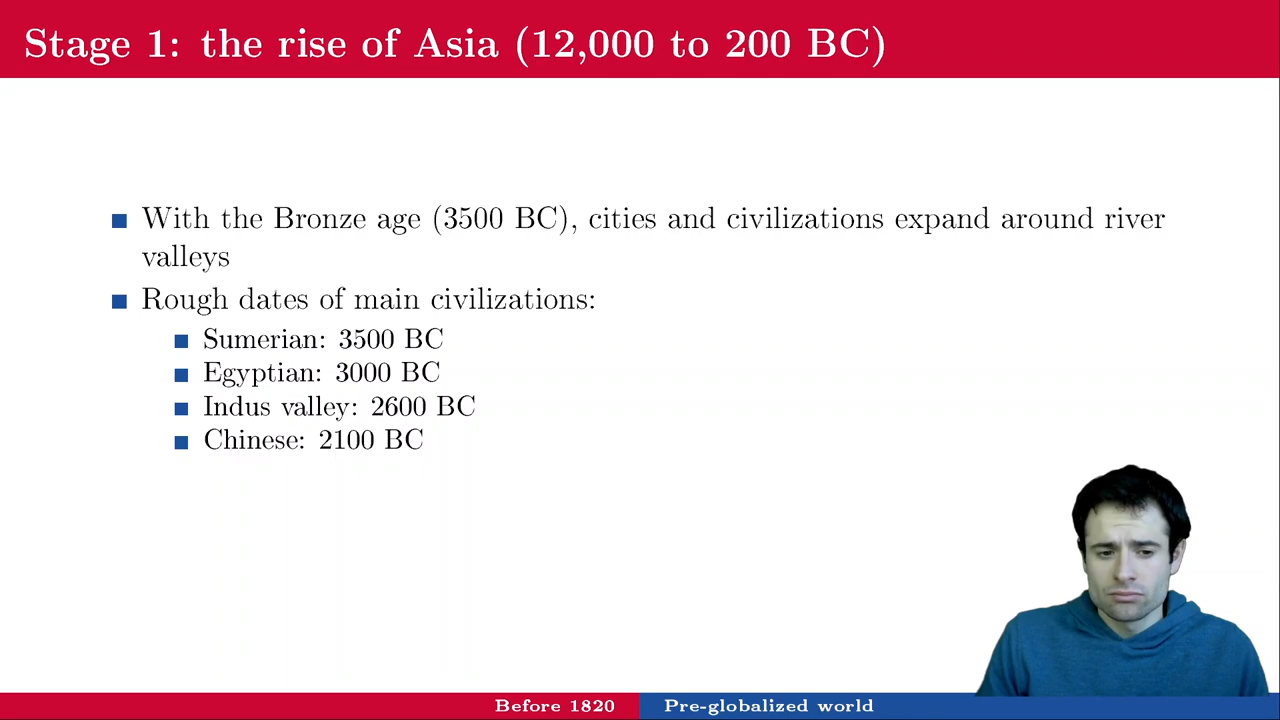 Stage 1: the rise of Asia (12,000 to 200 BC)
With the Bronze age (3500 BC), cities and civilizations expand around river
valleys
Rough dates of main civilizations:
Sumerian: 3500 BC
Egyptian: 3000 BC
Indus valley: 2600 BC
Chinese: 2100 BC
Before 1820 Pre-globalized world